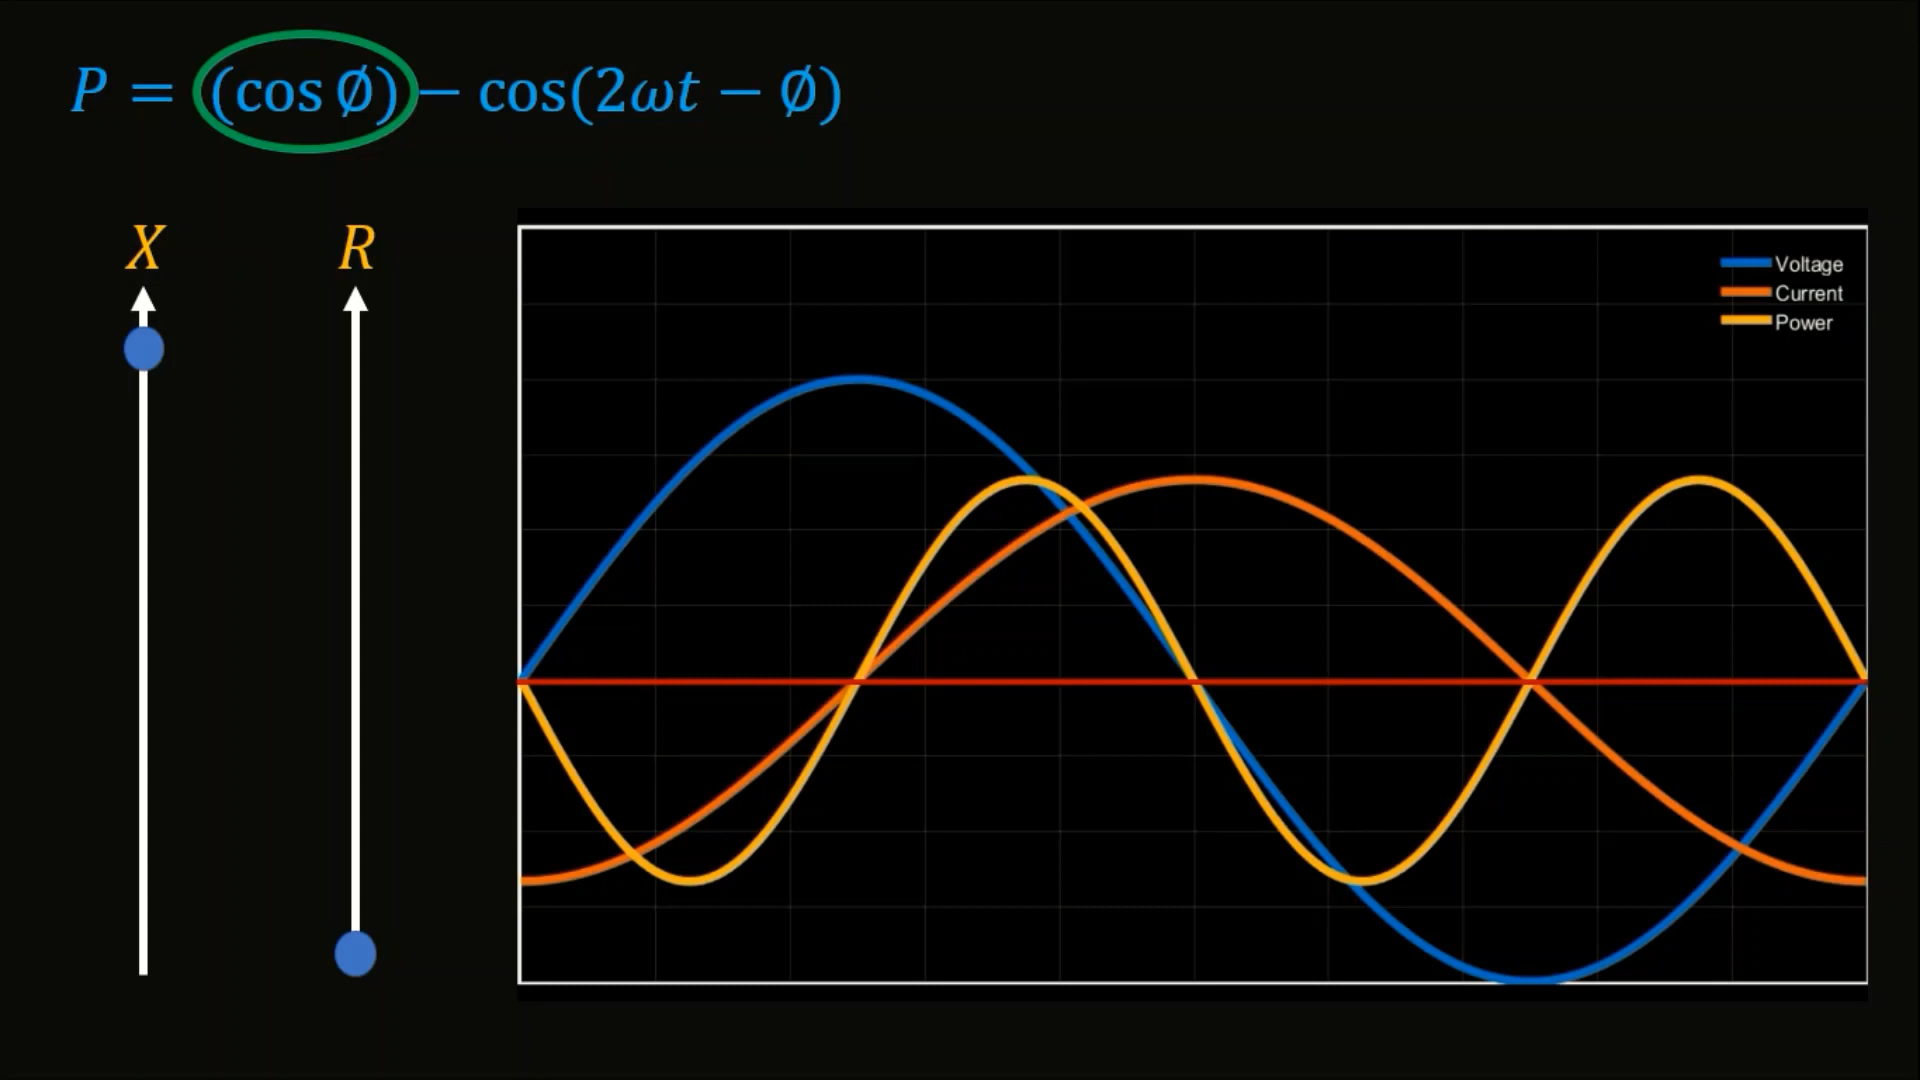 P = (cos ∅) − cos(2ωt − ∅)
X
R
Voltage
Current
Power